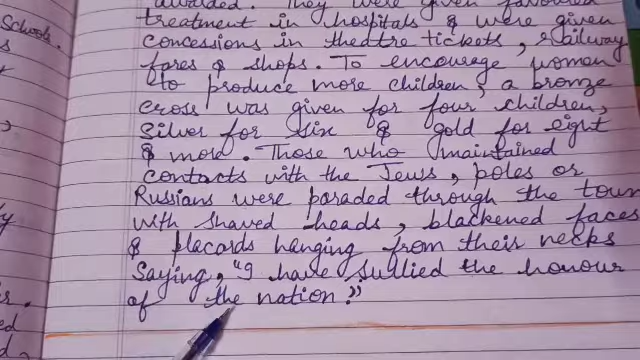 Schools.
awarded. They were given favoured
treatment in hospitals & were given
concessions in theatre tickets, railway
fares & shops. To encourage women
to produce more children, a bronze
cross was given for four children,
silver for six & gold for eight
& more. Those who maintained
contacts with the Jews, poles or
Russians were paraded through the town
with shaved heads, blackened faces
& placards hanging from their necks
Saying, "I have sullied the honour
of the nation."